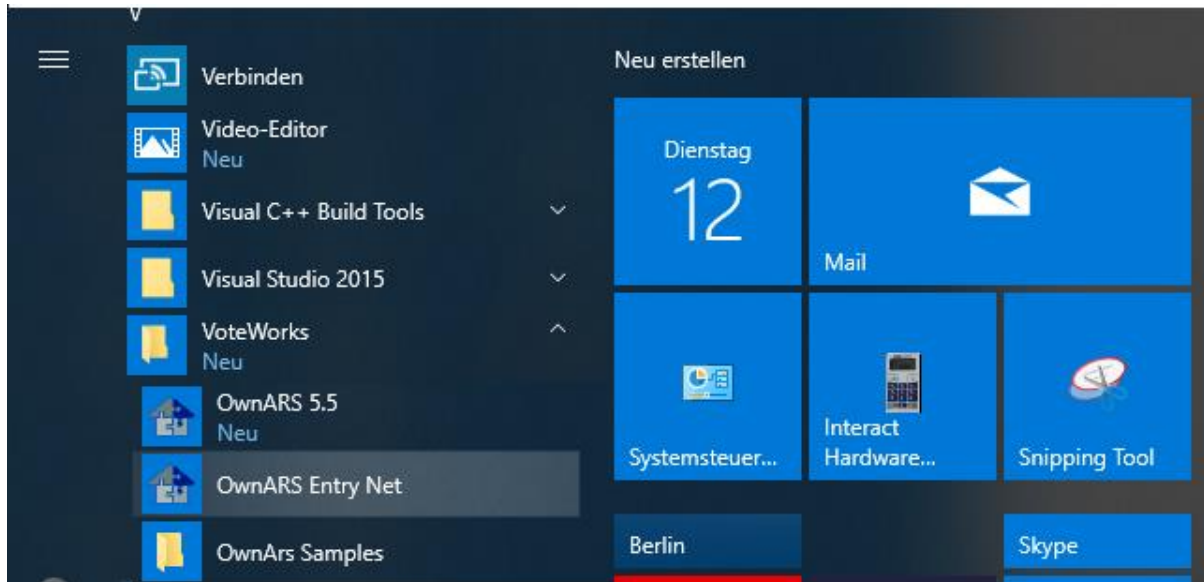 V
Verbinden
Video-Editor
Neu
Visual C++ Build Tools
Visual Studio 2015
VoteWorks
Neu
OwnARS 5.5
Neu
OwnARS Entry Net
OwnArs Samples
Neu erstellen
Dienstag
12
Mail
Systemsteuer...
Interact
Hardware...
Snipping Tool
Berlin
Skype